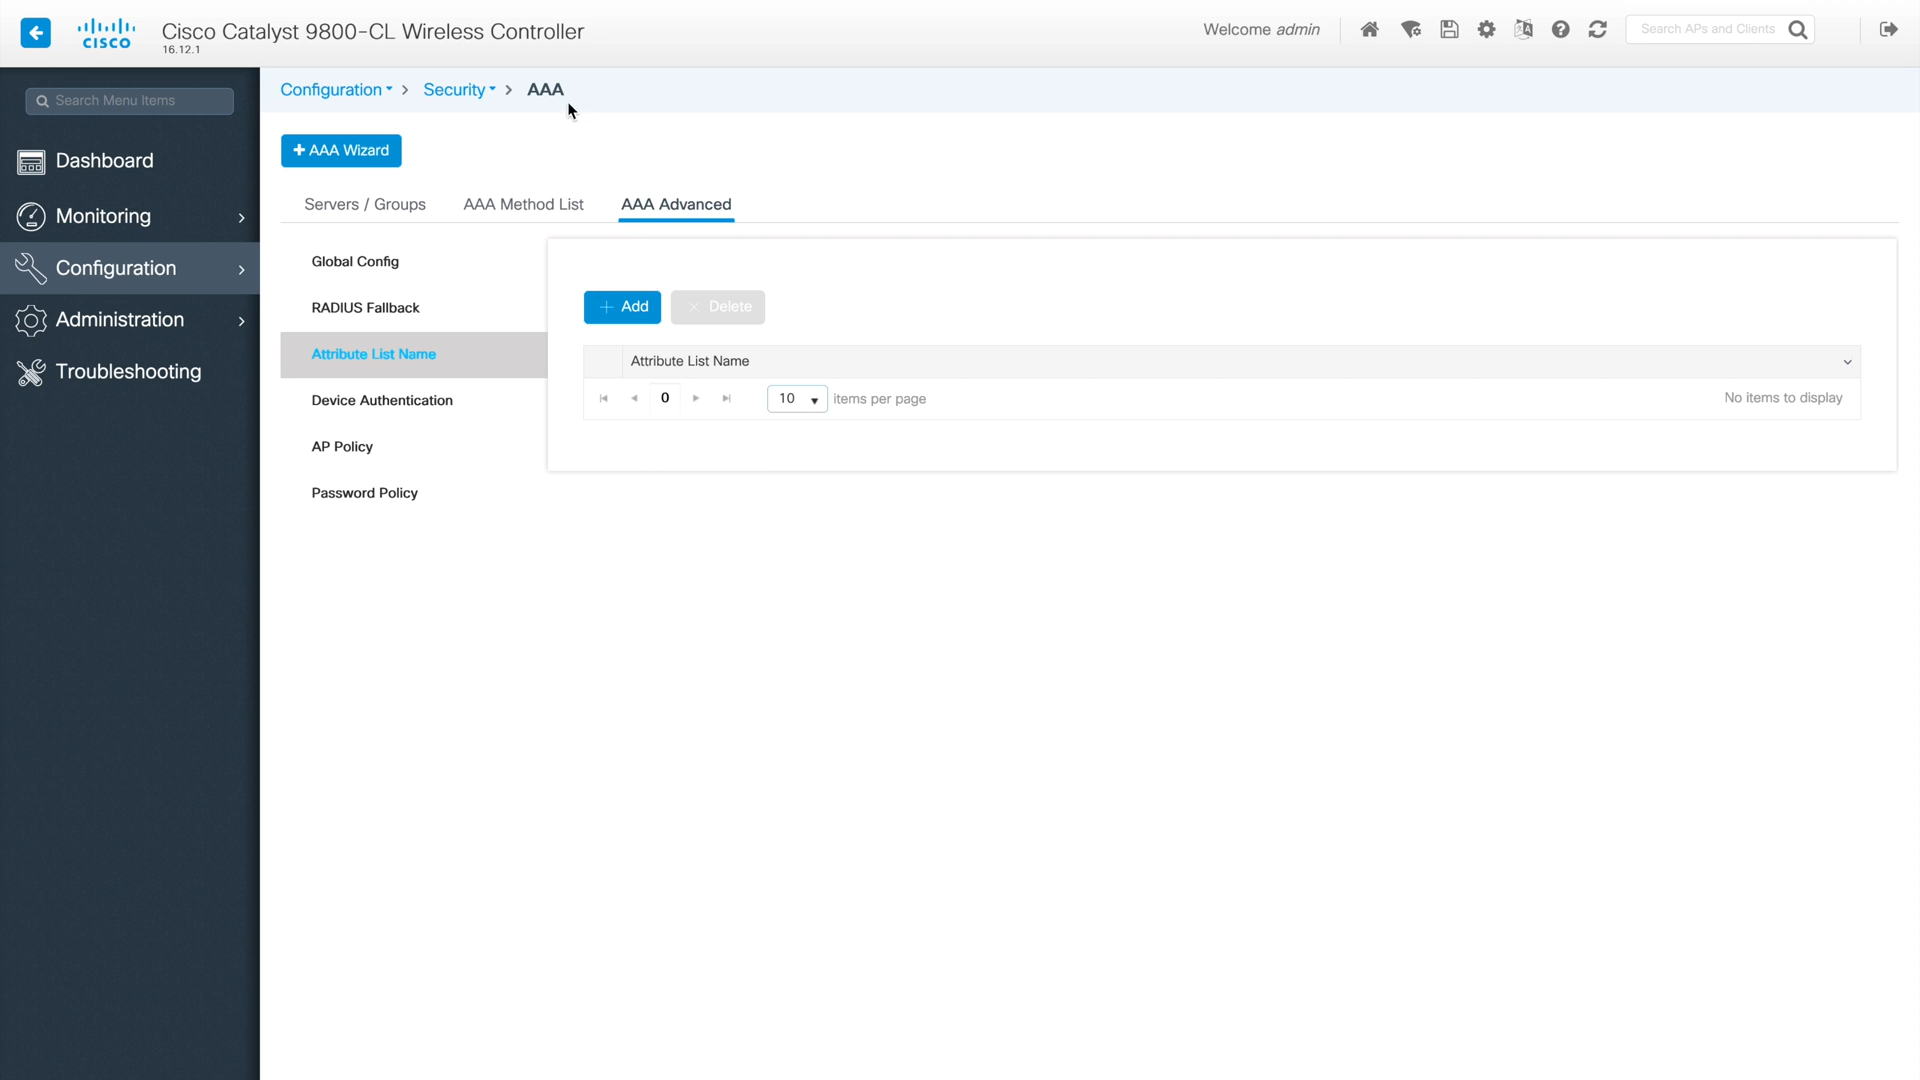 CISCO
Cisco Catalyst 9800-CL Wireless Controller
16.12.1
Welcome admin
Search APs and Clients
Search Menu Items
Dashboard
Monitoring
Configuration
Administration
Troubleshooting
Configuration > Security > AAA
+ AAA Wizard
Servers / Groups
AAA Method List
AAA Advanced
Global Config
RADIUS Fallback
Attribute List Name
Device Authentication
AP Policy
Password Policy
+ Add
× Delete
Attribute List Name
0
10
items per page
No items to display